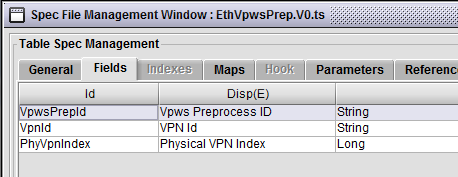 Spec File Management Window : EthVpwsPrep.V0.ts
Table Spec Management
General Fields Indexes Maps Hook Parameters Reference
Id Disp(E)
VpwsPrepId Vpws Preprocess ID String
VpnId VPN Id String
PhyVpnIndex Physical VPN Index Long